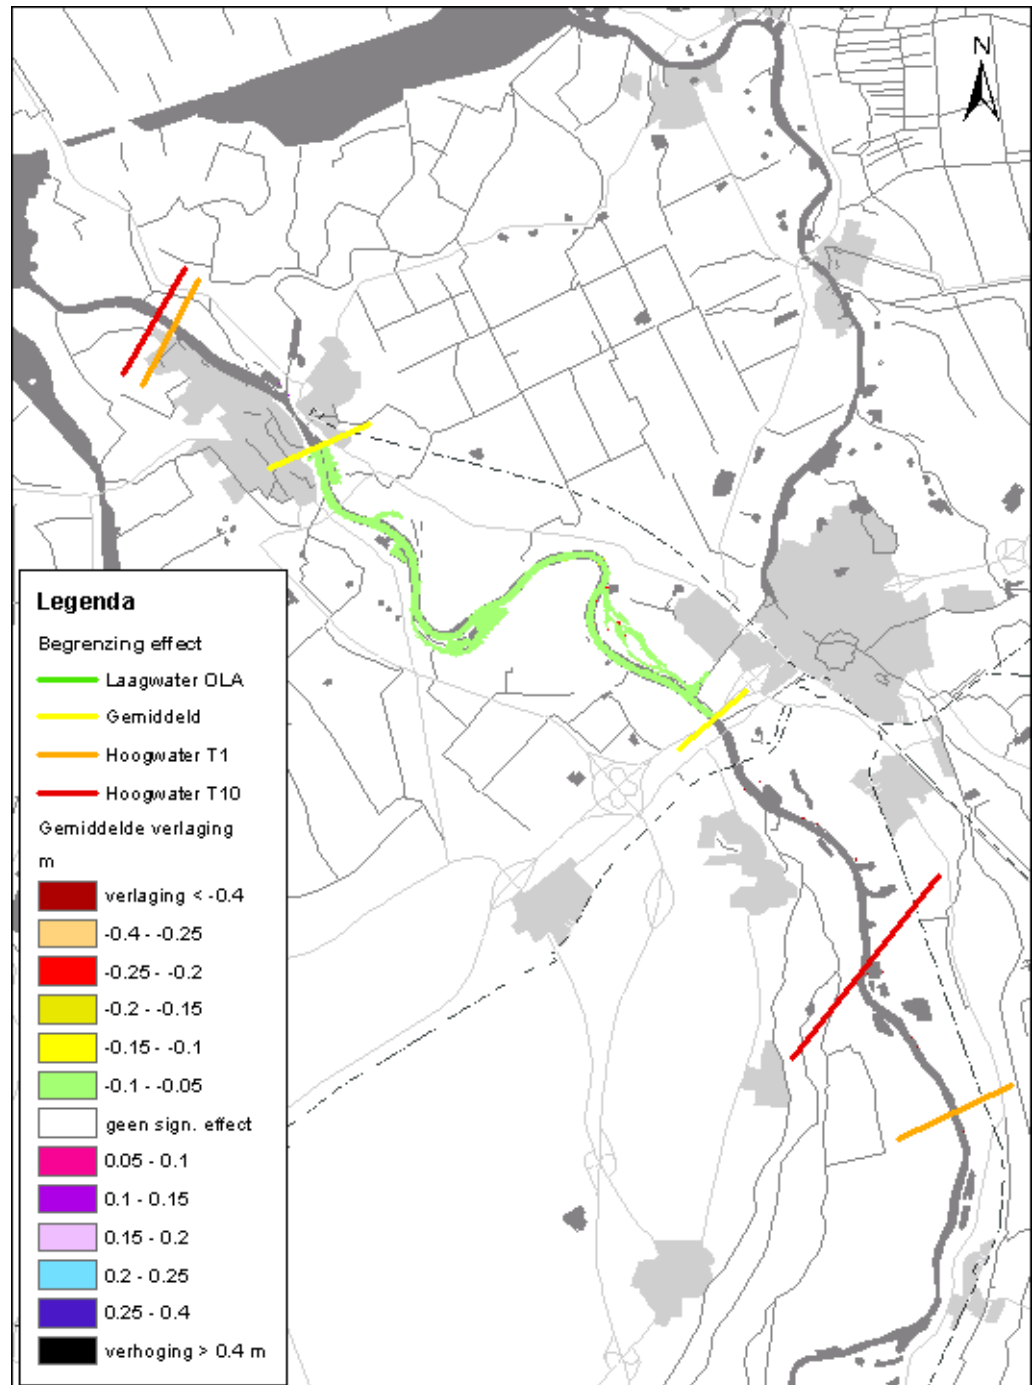 N
Legenda
Begrenzing effect
Laagwater OLA
Gemiddeld
Hoogwater T1
Hoogwater T10
Gemiddelde verlaging
m
verlaging < -0.4
-0.4 - -0.25
-0.25 - -0.2
-0.2 - -0.15
-0.15 - -0.1
-0.1 - -0.05
geen sign. effect
0.05 - 0.1
0.1 - 0.15
0.15 - 0.2
0.2 - 0.25
0.25 - 0.4
verhoging > 0.4 m